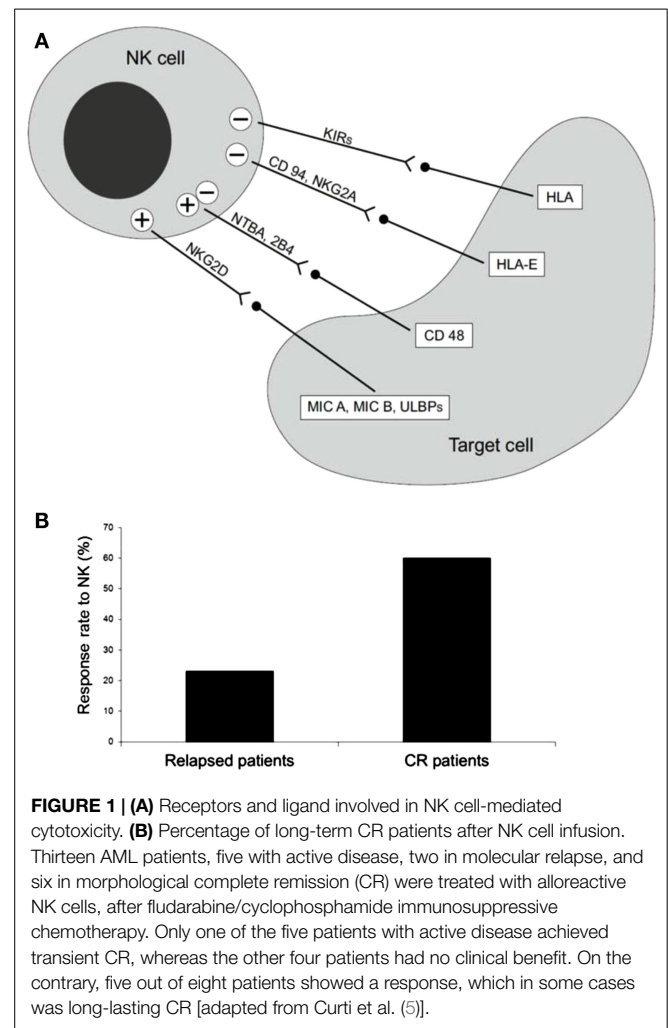 A
NK cell
KIRs
CD 94, NKG2A
NTBA, 2B4
NKG2D
HLA
HLA-E
CD 48
MIC A, MIC B, ULBPs
Target cell
B
Response rate to NK (%)
70
60
50
40
30
20
10
0
Relapsed patients
CR patients
FIGURE 1 | (A) Receptors and ligand involved in NK cell-mediated
cytotoxicity. (B) Percentage of long-term CR patients after NK cell infusion.
Thirteen AML patients, five with active disease, two in molecular relapse, and
six in morphological complete remission (CR) were treated with alloreactive
NK cells, after fludarabine/cyclophosphamide immunosuppressive
chemotherapy. Only one of the five patients with active disease achieved
transient CR, whereas the other four patients had no clinical benefit. On the
contrary, five out of eight patients showed a response, which in some cases
was long-lasting CR [adapted from Curti et al. (5)].